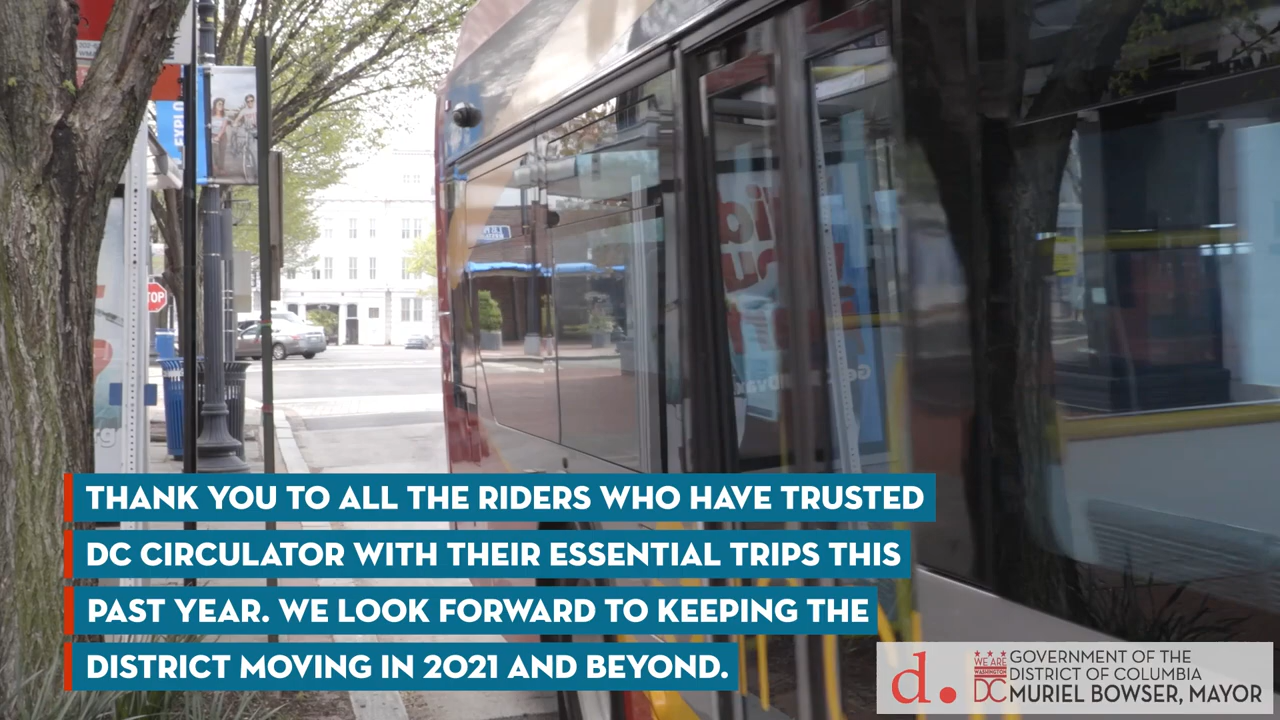 EXPLO
STOP
THANK YOU TO ALL THE RIDERS WHO HAVE TRUSTED
DC CIRCULATOR WITH THEIR ESSENTIAL TRIPS THIS
PAST YEAR. WE LOOK FORWARD TO KEEPING THE
DISTRICT MOVING IN 2021 AND BEYOND.
d.
WE ARE
WASHINGTON
DC
GOVERNMENT OF THE
DISTRICT OF COLUMBIA
MURIEL BOWSER, MAYOR